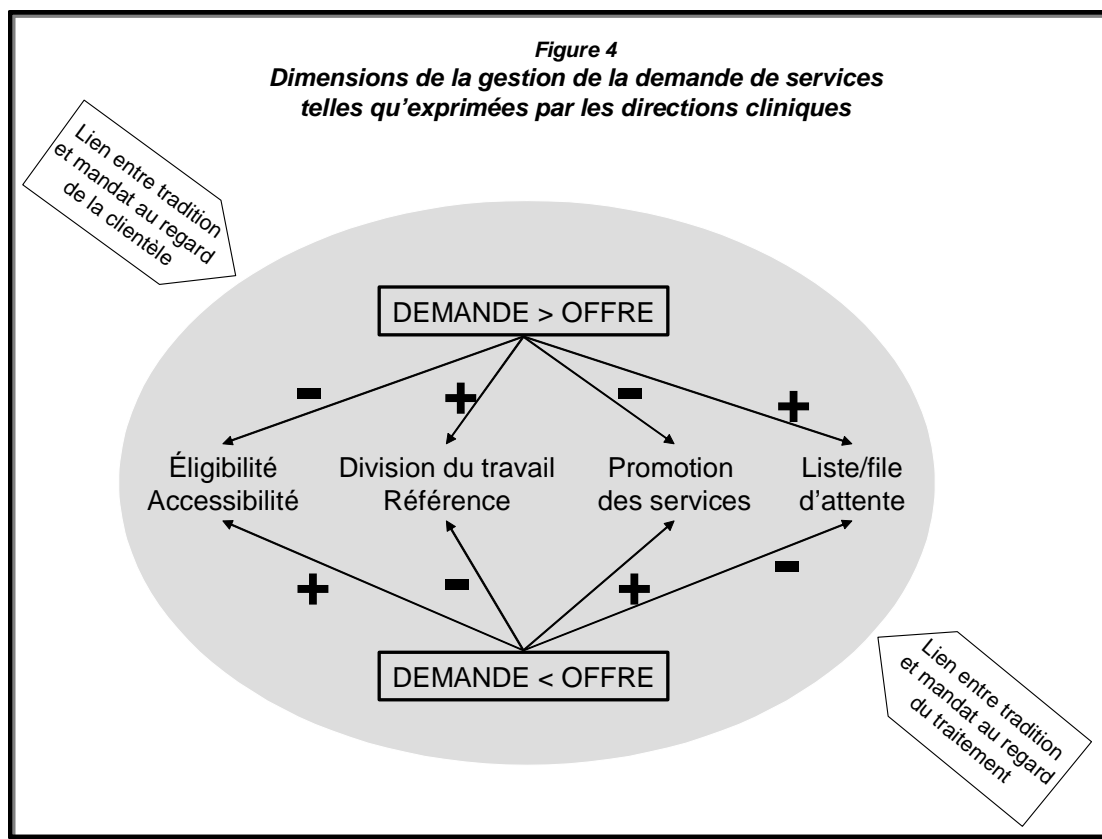 Figure 4
Dimensions de la gestion de la demande de services
telles qu’exprimées par les directions cliniques
Lien entre tradition
et mandat au regard
de la clientèle
DEMANDE > OFFRE
-
+
-
+
Éligibilité
Accessibilité
Division du travail
Référence
Promotion
des services
Liste/file
d’attente
+
-
+
-
DEMANDE < OFFRE
Lien entre tradition
et mandat au regard
du traitement